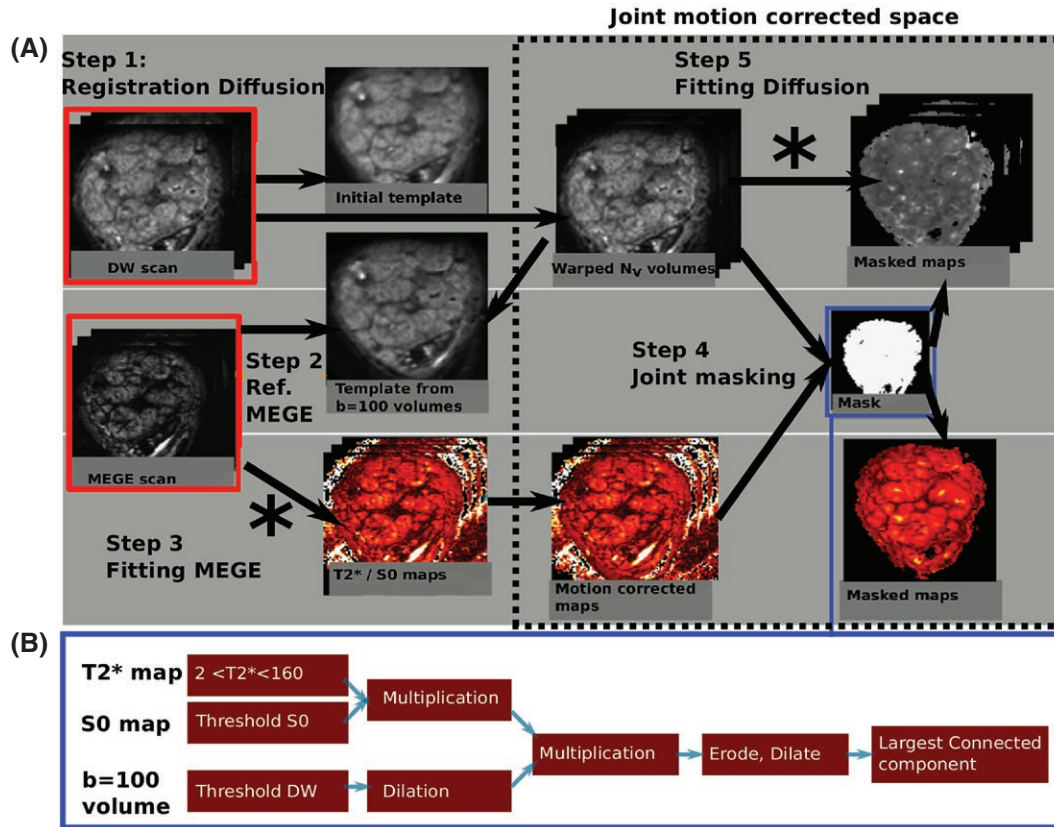 Joint motion corrected space
(A)
Step 1:
Registration Diffusion
Step 5
Fitting Diffusion
*
Initial template
DW scan
Warped Nv volumes
Masked maps
Step 2
Ref.
MEGE
Template from
b=100 volumes
Step 4
Joint masking
Mask
MEGE scan
*
Step 3
Fitting MEGE
T2* / S0 maps
Motion corrected
maps
Masked maps
(B)
T2* map
2 <T2*<160
Multiplication
S0 map
Threshold S0
Multiplication
Erode, Dilate
Largest Connected
component
b=100
volume
Threshold DW
Dilation